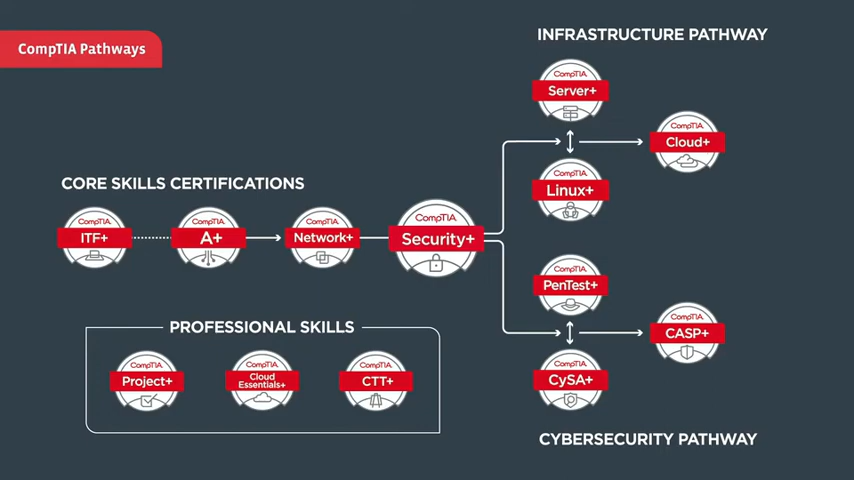 CompTIA Pathways
INFRASTRUCTURE PATHWAY
CompTIA
Server+
CompTIA
Cloud+
CompTIA
Linux+
CORE SKILLS CERTIFICATIONS
CompTIA
ITF+
CompTIA
A+
CompTIA
Network+
CompTIA
Security+
CompTIA
PenTest+
CompTIA
CASP+
CompTIA
CySA+
CYBERSECURITY PATHWAY
PROFESSIONAL SKILLS
CompTIA
Project+
CompTIA
Cloud
Essentials+
CompTIA
CTT+